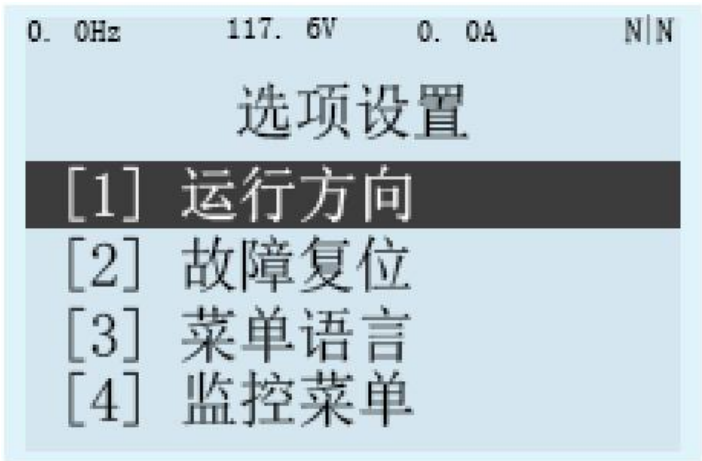 0. 0Hz 117. 6V 0. 0A N|N
选项设置
[1] 运行方向
[2] 故障复位
[3] 菜单语言
[4] 监控菜单